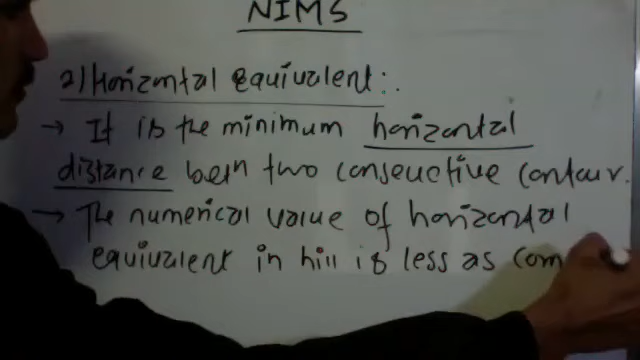 NIMS
2) Horizontal equivalent:.
→ It is the minimum horizontal
distance betn two consecutive contour.
→ The numerical value of horizontal
equivalent in hill is less as com